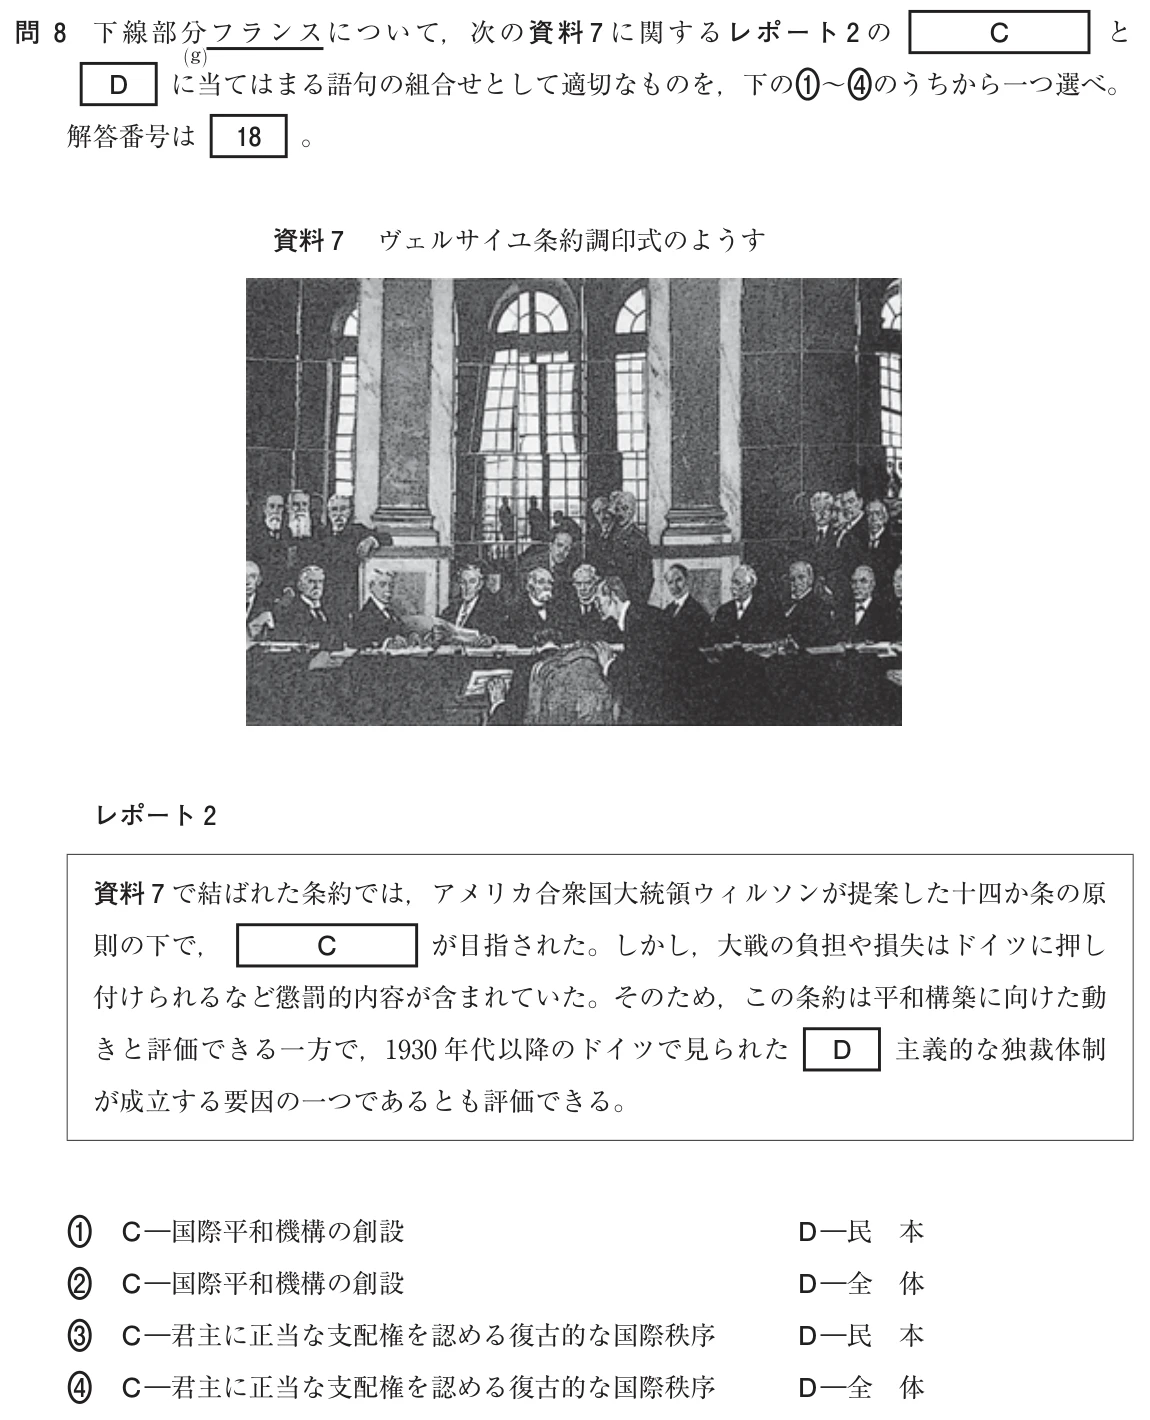 問 8 下線部分フランスについて，次の資料7に関するレポート2の C と
(g)
D に当てはまる語句の組合せとして適切なものを，下の①〜④のうちから一つ選べ。
解答番号は 18 。
資料7 ヴェルサイユ条約調印式のようす
レポート2
資料7で結ばれた条約では，アメリカ合衆国大統領ウィルソンが提案した十四か条の原
則の下で， C が目指された。しかし，大戦の負担や損失はドイツに押し
付けられるなど懲罰的内容が含まれていた。そのため，この条約は平和構築に向けた動
きと評価できる一方で，1930年代以降のドイツで見られた D 主義的な独裁体制
が成立する要因の一つであるとも評価できる。
① C―国際平和機構の創設 D―民 本
② C―国際平和機構の創設 D―全 体
③ C―君主に正当な支配権を認める復古的な国際秩序 D―民 本
④ C―君主に正当な支配権を認める復古的な国際秩序 D―全 体